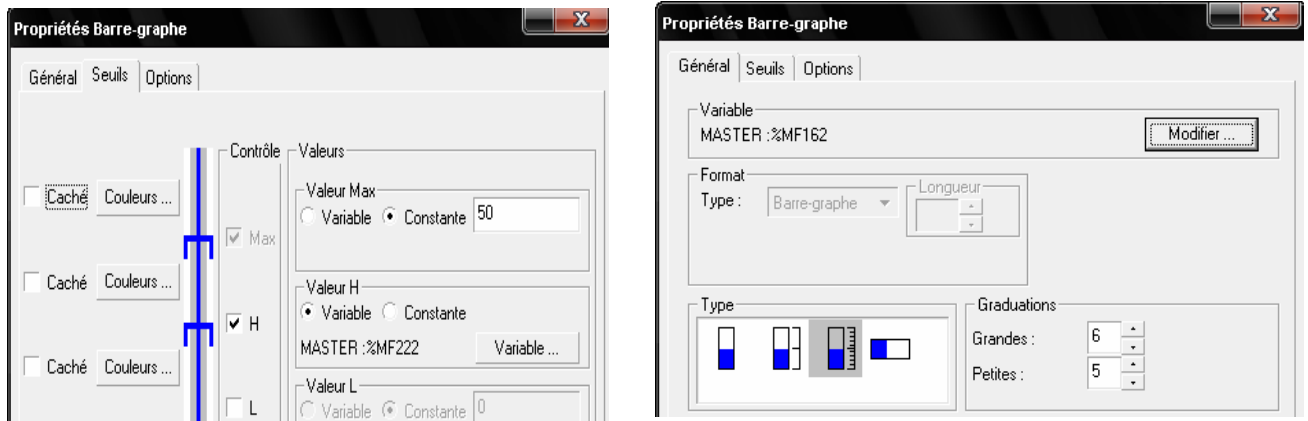 Propriétés Barre-graphe
Général Seuils Options
Contrôle Valeurs
Valeur Max
Caché Couleurs ...
Variable Constante 50
Max
Caché Couleurs ...
Valeur H
Variable Constante
H
MASTER :%MF222 Variable ...
Caché Couleurs ...
Valeur L
L
Variable Constante 0
Propriétés Barre-graphe
Général Seuils Options
Variable
MASTER :%MF162 Modifier ...
Format
Longueur
Type : Barre-graphe
Type
Graduations
Grandes : 6
Petites : 5